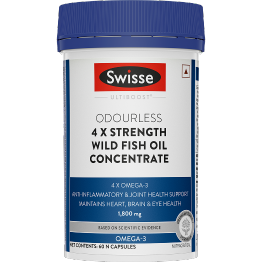 Swisse
ULTIBOOST
ODOURLESS
4 X STRENGTH
WILD FISH OIL
CONCENTRATE
4 X OMEGA-3
ANTI-INFLAMMATORY & JOINT HEALTH SUPPORT
MAINTAINS HEART, BRAIN & EYE HEALTH
1,800 mg
BASED ON SCIENTIFIC EVIDENCE
NET CONTENTS: 60 N CAPSULES
OMEGA-3